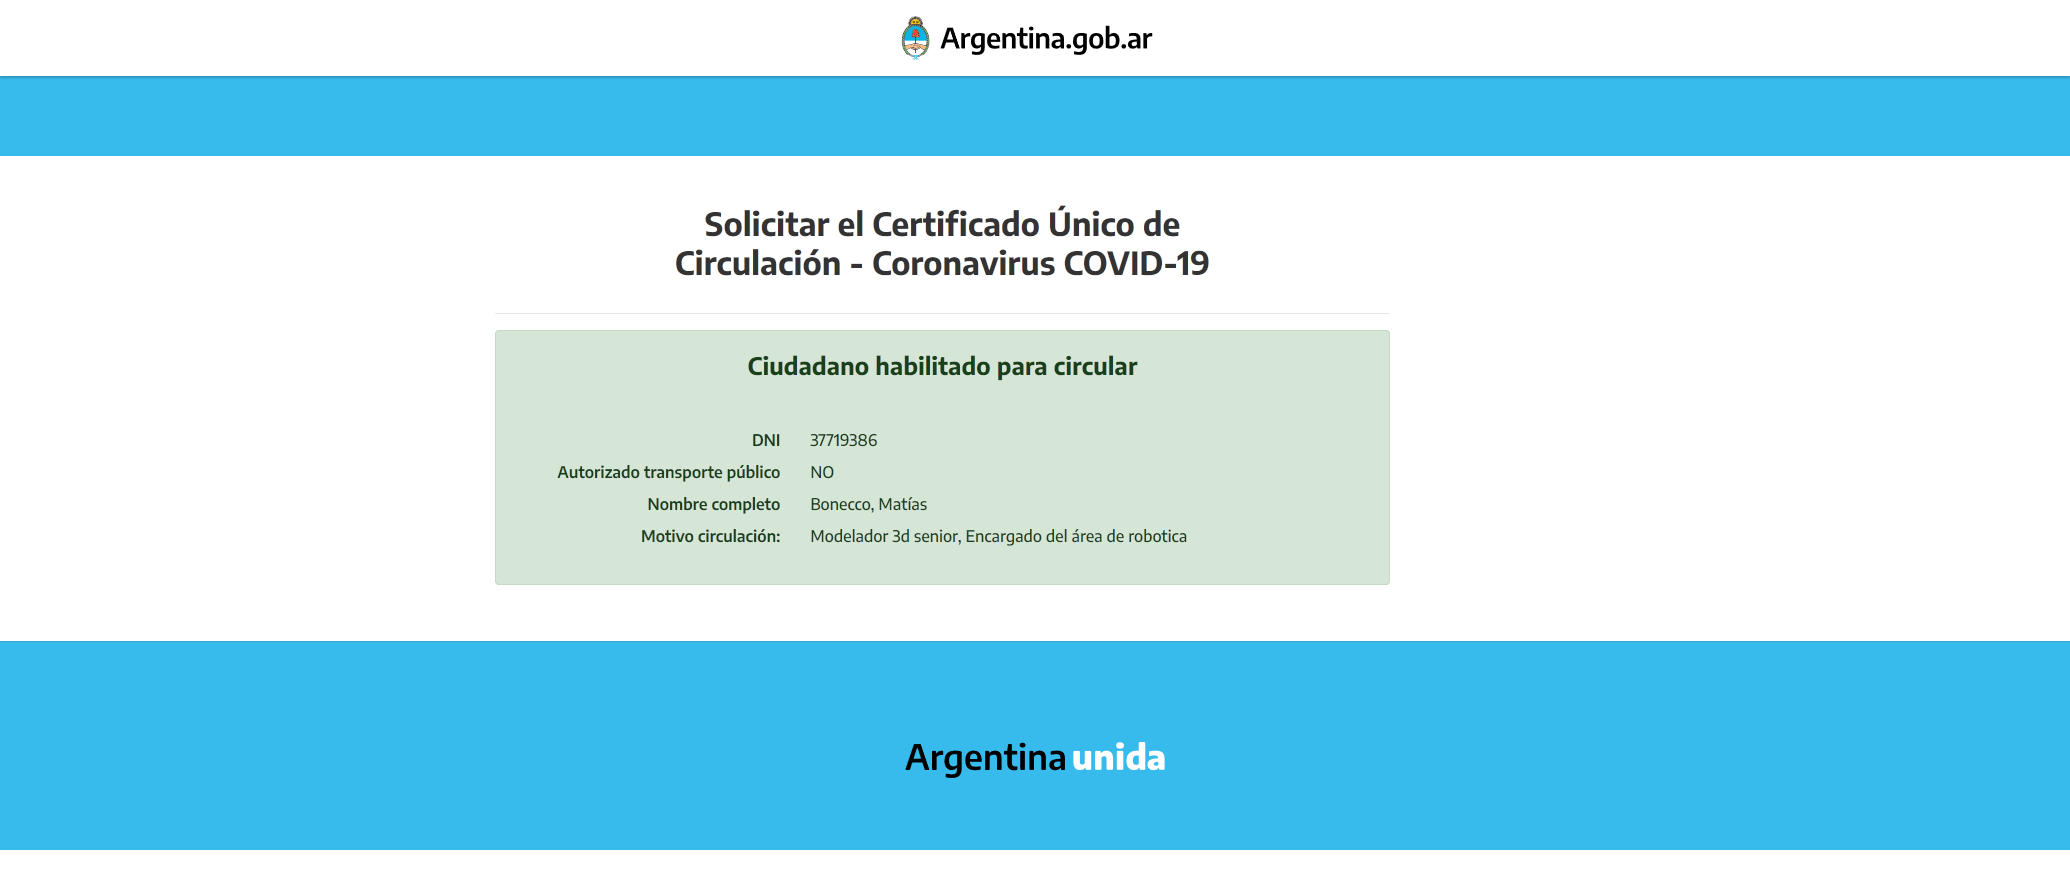 Argentina.gob.ar
Solicitar el Certificado Único de
Circulación - Coronavirus COVID-19
Ciudadano habilitado para circular
DNI 37719386
Autorizado transporte público NO
Nombre completo Bonecco, Matías
Motivo circulación: Modelador 3d senior, Encargado del área de robotica
Argentina unida